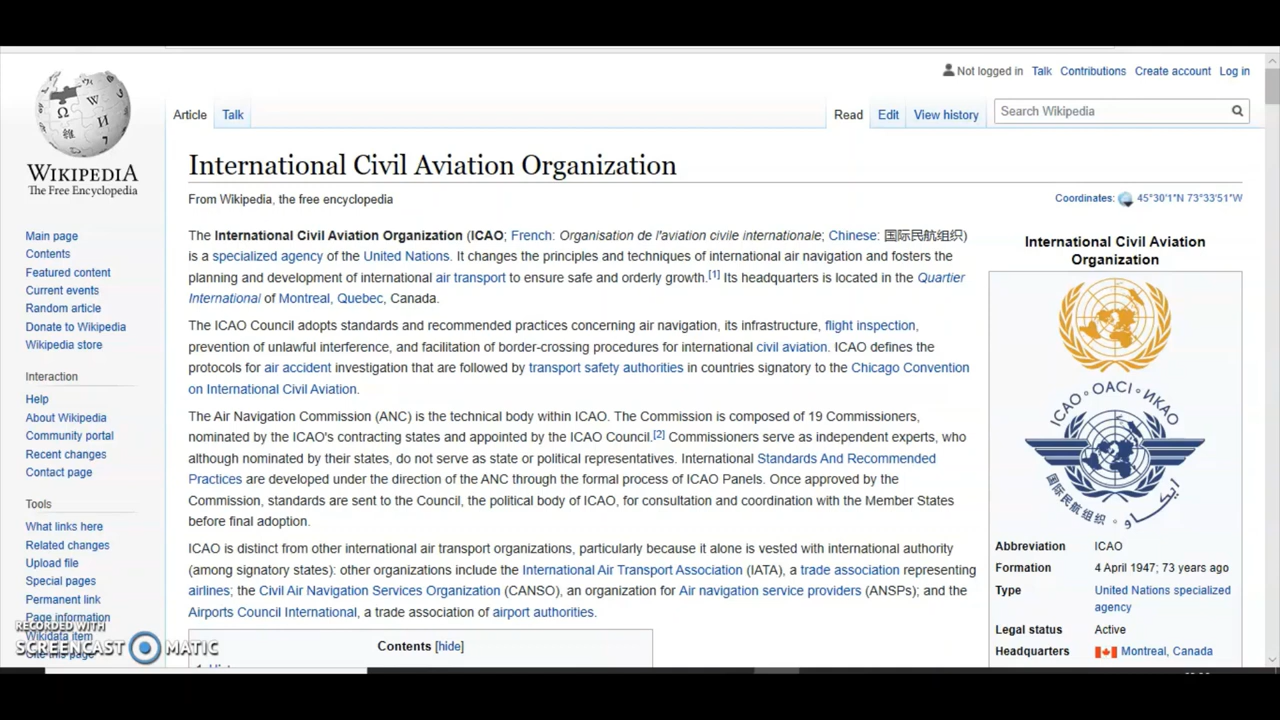 Not logged in Talk Contributions Create account Log in
Article Talk Read Edit View history Search Wikipedia
WIKIPEDIA
The Free Encyclopedia
Main page
Contents
Featured content
Current events
Random article
Donate to Wikipedia
Wikipedia store
Interaction
Help
About Wikipedia
Community portal
Recent changes
Contact page
Tools
What links here
Related changes
Upload file
Special pages
Permanent link
Page information
Wikidata item
Cite this page
RECORDED WITH
SCREENCAST MATIC
International Civil Aviation Organization
From Wikipedia, the free encyclopedia
Coordinates: 45°30′1″N 73°33′51″W
The International Civil Aviation Organization (ICAO; French: Organisation de l'aviation civile internationale; Chinese: 国际民航组织)
is a specialized agency of the United Nations. It changes the principles and techniques of international air navigation and fosters the
planning and development of international air transport to ensure safe and orderly growth.[1] Its headquarters is located in the Quartier
International of Montreal, Quebec, Canada.
The ICAO Council adopts standards and recommended practices concerning air navigation, its infrastructure, flight inspection,
prevention of unlawful interference, and facilitation of border-crossing procedures for international civil aviation. ICAO defines the
protocols for air accident investigation that are followed by transport safety authorities in countries signatory to the Chicago Convention
on International Civil Aviation.
The Air Navigation Commission (ANC) is the technical body within ICAO. The Commission is composed of 19 Commissioners,
nominated by the ICAO's contracting states and appointed by the ICAO Council.[2] Commissioners serve as independent experts, who
although nominated by their states, do not serve as state or political representatives. International Standards And Recommended
Practices are developed under the direction of the ANC through the formal process of ICAO Panels. Once approved by the
Commission, standards are sent to the Council, the political body of ICAO, for consultation and coordination with the Member States
before final adoption.
ICAO is distinct from other international air transport organizations, particularly because it alone is vested with international authority
(among signatory states): other organizations include the International Air Transport Association (IATA), a trade association representing
airlines; the Civil Air Navigation Services Organization (CANSO), an organization for Air navigation service providers (ANSPs); and the
Airports Council International, a trade association of airport authorities.
Contents [hide]
International Civil Aviation
Organization
ICAO • OACI • ИКАО
国际民航组织 • إيكاو
Abbreviation ICAO
Formation 4 April 1947; 73 years ago
Type United Nations specialized
agency
Legal status Active
Headquarters Montreal, Canada